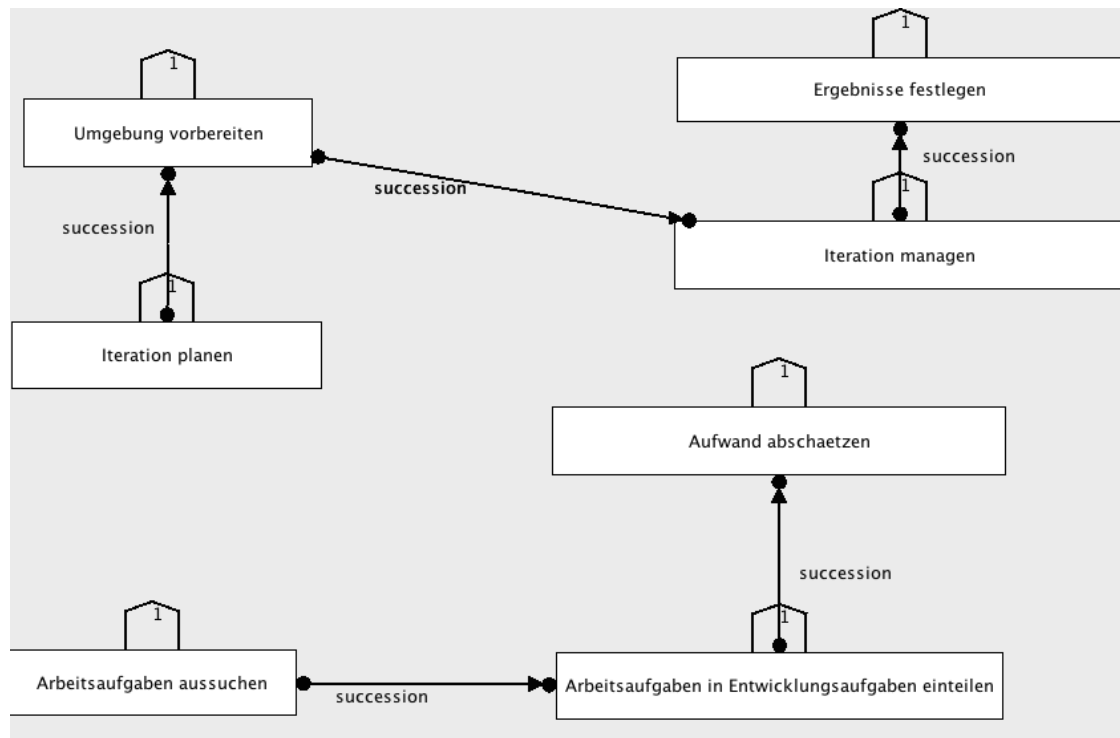 1
1
Ergebnisse festlegen
Umgebung vorbereiten
succession
succession
1
succession
Iteration managen
1
Iteration planen
1
Aufwand abschaetzen
succession
1
1
Arbeitsaufgaben aussuchen
Arbeitsaufgaben in Entwicklungsaufgaben einteilen
succession